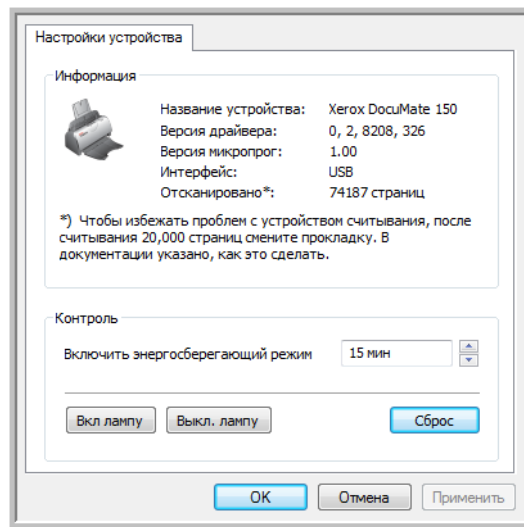 Настройки устройства
Информация
Название устройства: Xerox DocuMate 150
Версия драйвера: 0, 2, 8208, 326
Версия микропрог: 1.00
Интерфейс: USB
Отсканировано*: 74187 страниц
*) Чтобы избежать проблем с устройством считывания, после
считывания 20,000 страниц смените прокладку. В
документации указано, как это сделать.
Контроль
Включить энергосберегающий режим 15 мин
Вкл лампу Выкл. лампу Сброс
OK Отмена Применить